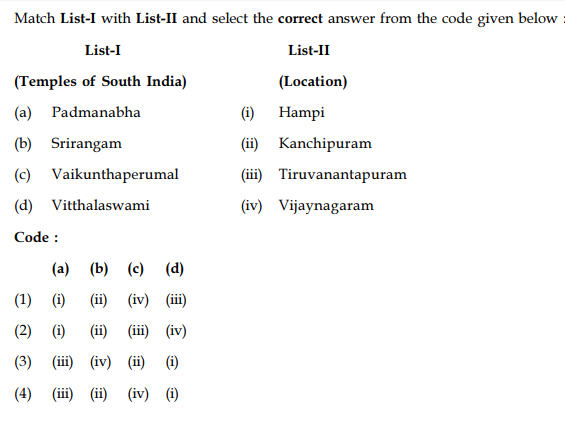 Match List-I with List-II and select the correct answer from the code given below :
List-I List-II
(Temples of South India) (Location)
(a) Padmanabha (i) Hampi
(b) Srirangam (ii) Kanchipuram
(c) Vaikunthaperumal (iii) Tiruvanantapuram
(d) Vitthalaswami (iv) Vijaynagaram
Code :
(a) (b) (c) (d)
(1) (i) (ii) (iv) (iii)
(2) (i) (ii) (iii) (iv)
(3) (iii) (iv) (ii) (i)
(4) (iii) (ii) (iv) (i)